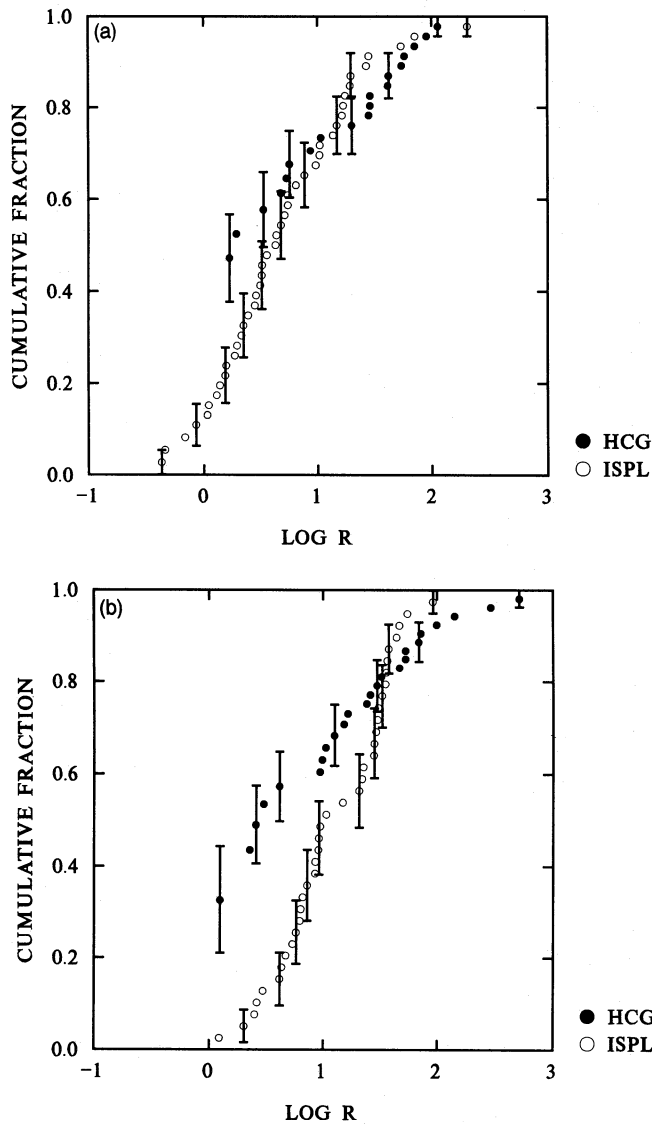 (a)
1.0
0.8
0.6
0.4
0.2
0.0
CUMULATIVE FRACTION
−1 0 1 2 3
LOG R
● HCG
○ ISPL
(b)
1.0
0.8
0.6
0.4
0.2
0.0
CUMULATIVE FRACTION
−1 0 1 2 3
LOG R
● HCG
○ ISPL